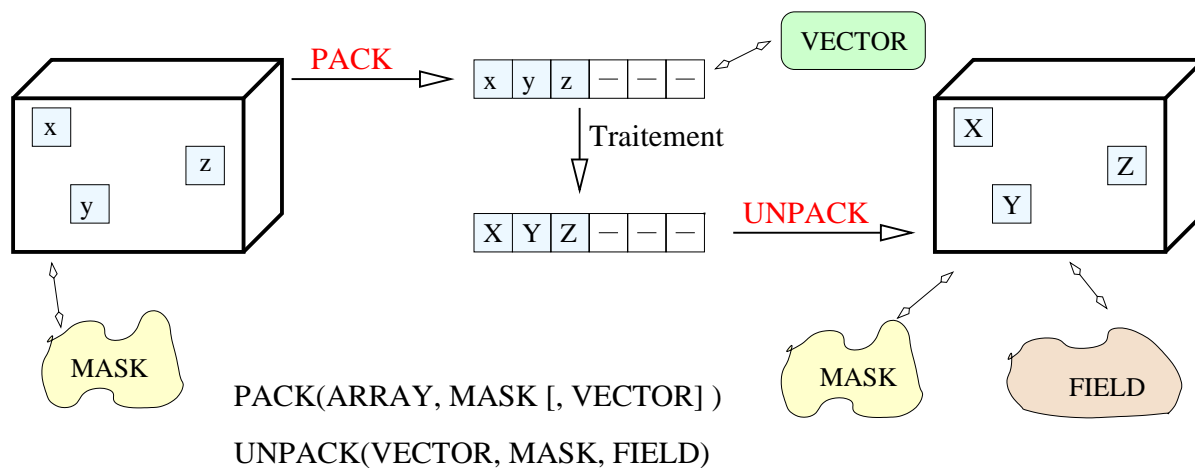 PACK
VECTOR
x y z — — —
x
z
y
Traitement
X
Z
Y
X Y Z — — —
UNPACK
MASK
MASK
FIELD
PACK(ARRAY, MASK [, VECTOR] )
UNPACK(VECTOR, MASK, FIELD)